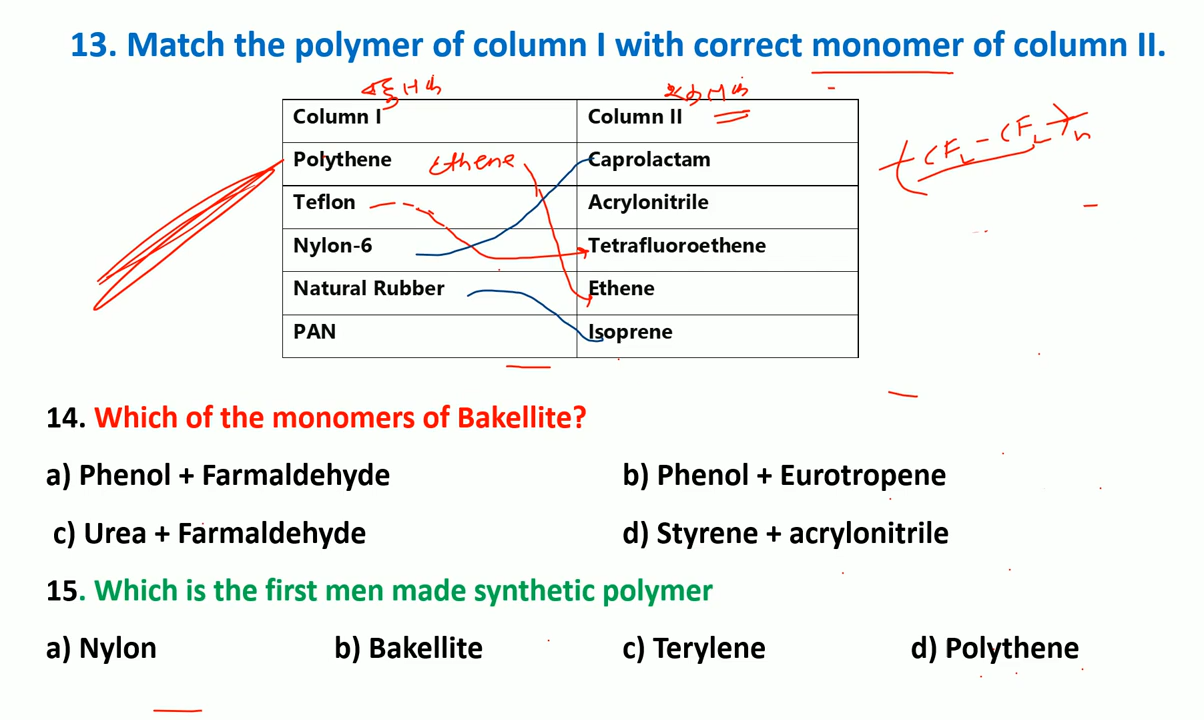 13. Match the polymer of column I with correct monomer of column II.
Column I Column II
Polythene Ethene Caprolactam
Teflon Acrylonitrile
Nylon-6 Tetrafluoroethene
Natural Rubber Ethene
PAN Isoprene
14. Which of the monomers of Bakellite?
a) Phenol + Farmaldehyde b) Phenol + Eurotropene
c) Urea + Farmaldehyde d) Styrene + acrylonitrile
15. Which is the first men made synthetic polymer
a) Nylon b) Bakellite c) Terylene d) Polythene